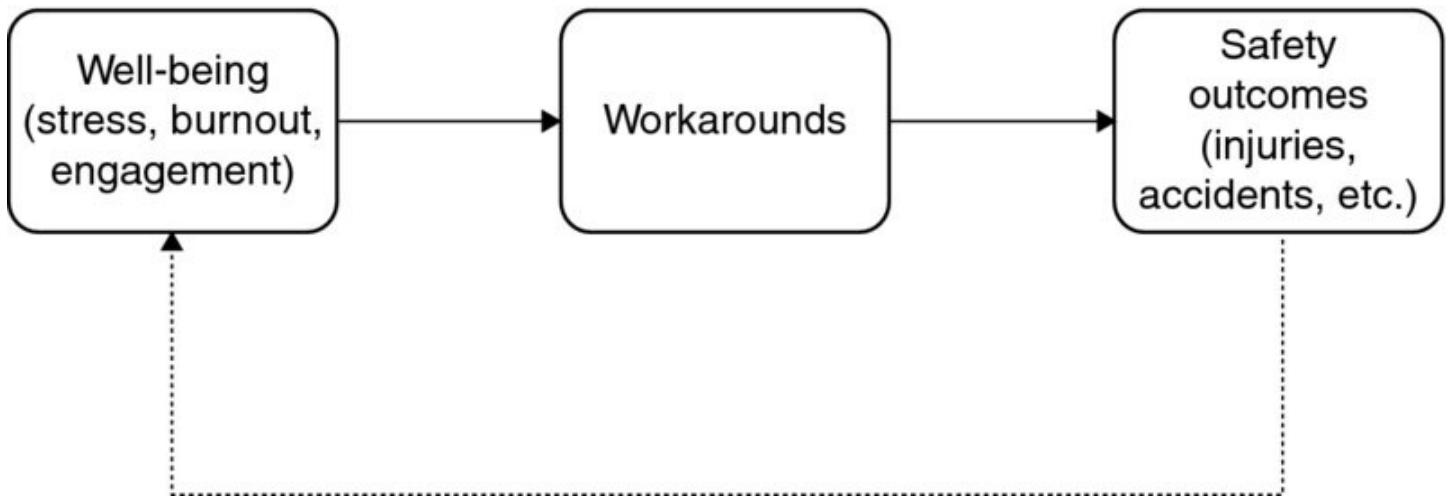 Well-being
(stress, burnout,
engagement)
Workarounds
Safety
outcomes
(injuries,
accidents, etc.)